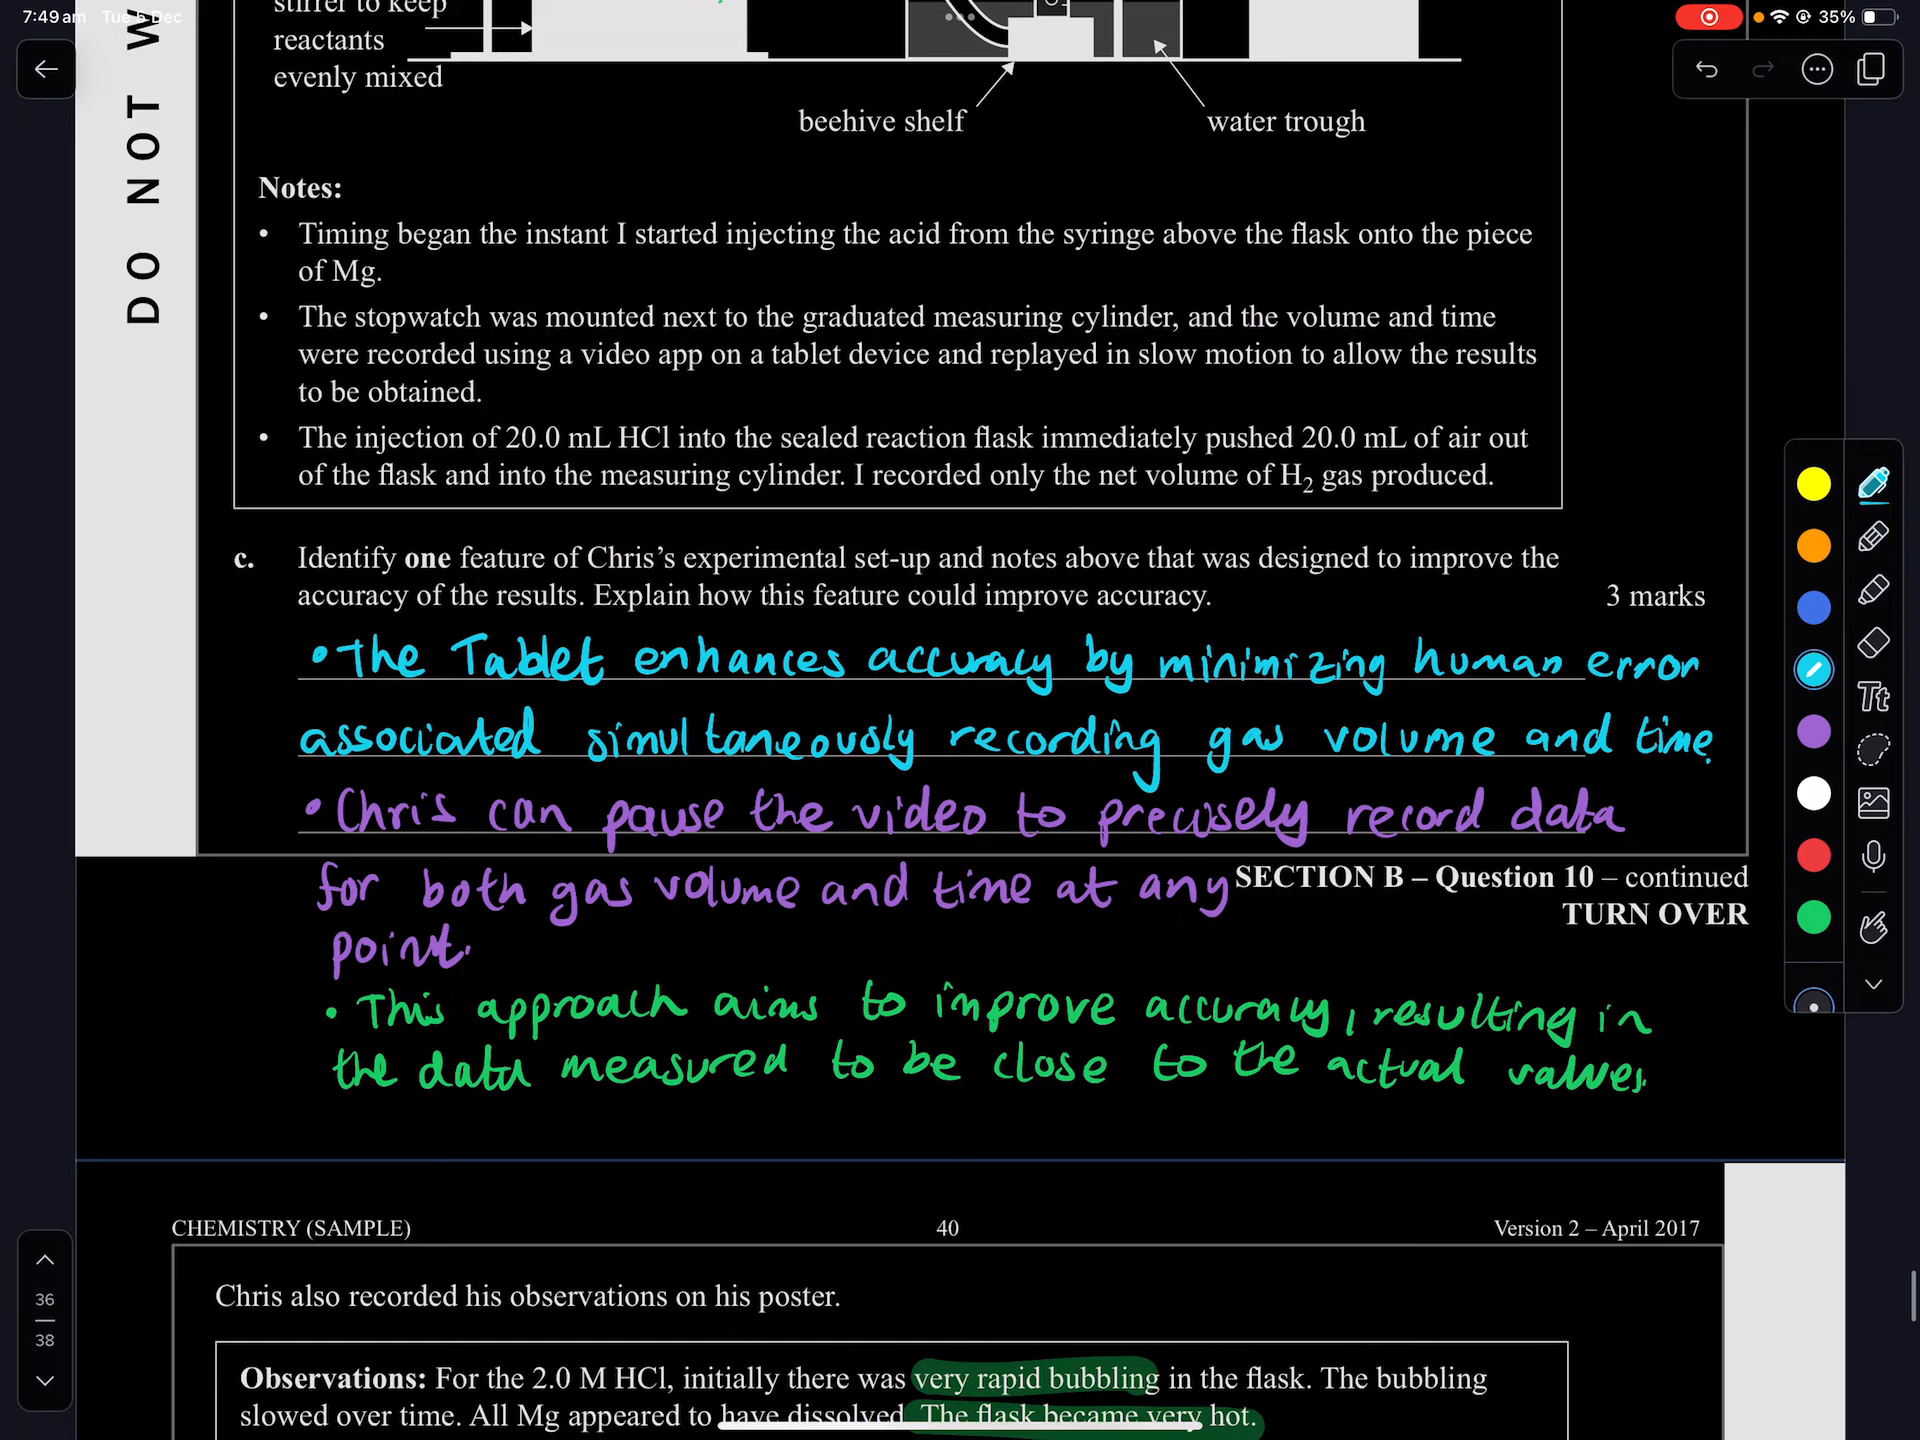 7:49 am Tue 5 Dec
35%
stirrer to keep
reactants
evenly mixed
beehive shelf
water trough
DO NOT W
Notes:
• Timing began the instant I started injecting the acid from the syringe above the flask onto the piece
of Mg.
• The stopwatch was mounted next to the graduated measuring cylinder, and the volume and time
were recorded using a video app on a tablet device and replayed in slow motion to allow the results
to be obtained.
• The injection of 20.0 mL HCl into the sealed reaction flask immediately pushed 20.0 mL of air out
of the flask and into the measuring cylinder. I recorded only the net volume of H₂ gas produced.
c. Identify one feature of Chris’s experimental set-up and notes above that was designed to improve the
accuracy of the results. Explain how this feature could improve accuracy. 3 marks
• The Tablet enhances accuracy by minimizing human error
associated simultaneously recording gas volume and time.
• Chris can pause the video to precisely record data
for both gas volume and time at any
point.
SECTION B – Question 10 – continued
TURN OVER
• This approach aims to improve accuracy, resulting in
the data measured to be close to the actual values.
CHEMISTRY (SAMPLE) 40 Version 2 – April 2017
Chris also recorded his observations on his poster.
Observations: For the 2.0 M HCl, initially there was very rapid bubbling in the flask. The bubbling
slowed over time. All Mg appeared to have dissolved. The flask became very hot.
Tt
36
38